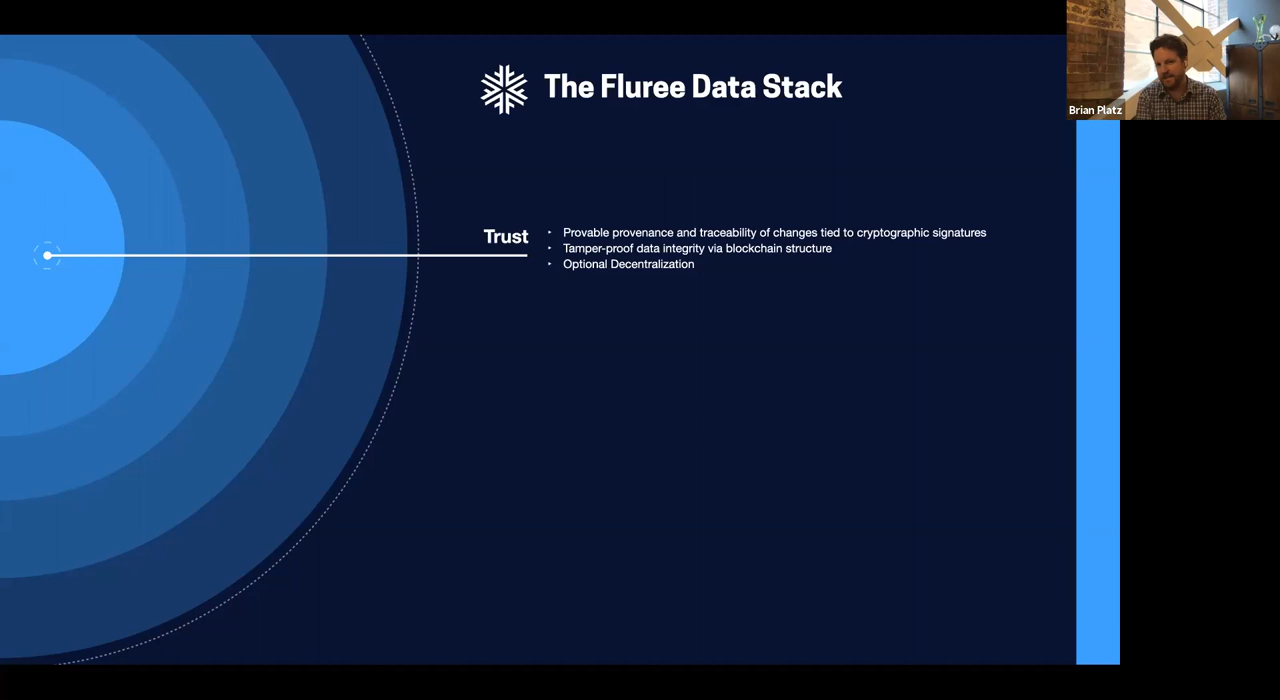 The Fluree Data Stack
Brian Platz
Trust
Provable provenance and traceability of changes tied to cryptographic signatures
Tamper-proof data integrity via blockchain structure
Optional Decentralization